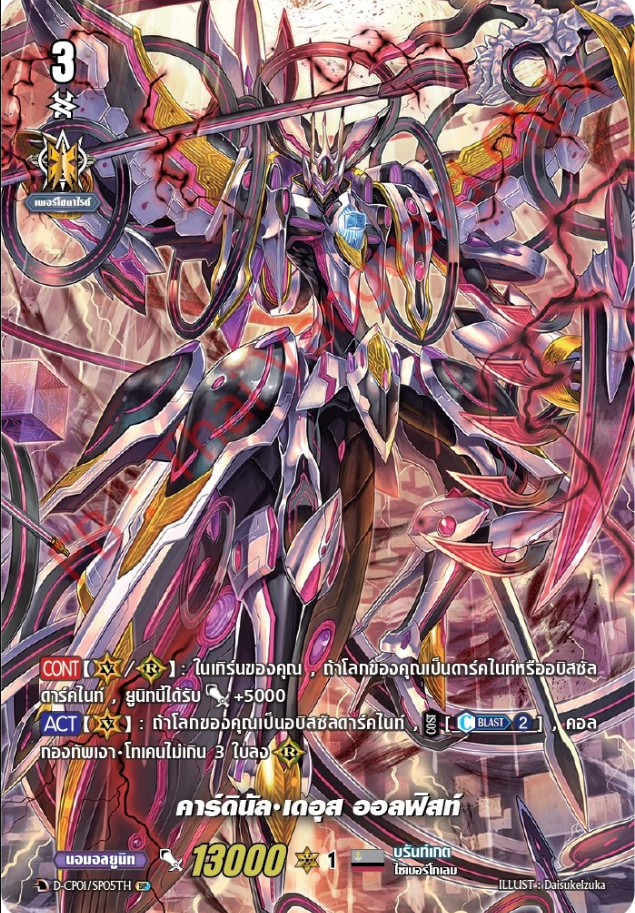 3
เพอร์โซนาไรด์
CONT【V/R】: ในเทิร์นของคุณ , ถ้าโลกของคุณเป็นดาร์คไนท์หรืออบิสซัล
ดาร์คไนท์ , ยูนิทนี้ได้รับ +5000
ACT【V】: ถ้าโลกของคุณเป็นอบิสซัลดาร์คไนท์ , COST [C BLAST 2] , คอล
กองทัพเงา・โทเคนไม่เกิน 3 ใบลง R
คาร์ดินัล・เดอุส ออลฟิสท์
นอมอลยูนิท 13000 1 บรันท์เกต
ไซเบอร์โกเลม
D-CP01/SP05TH SP ILLUST : DaisukeIzuka